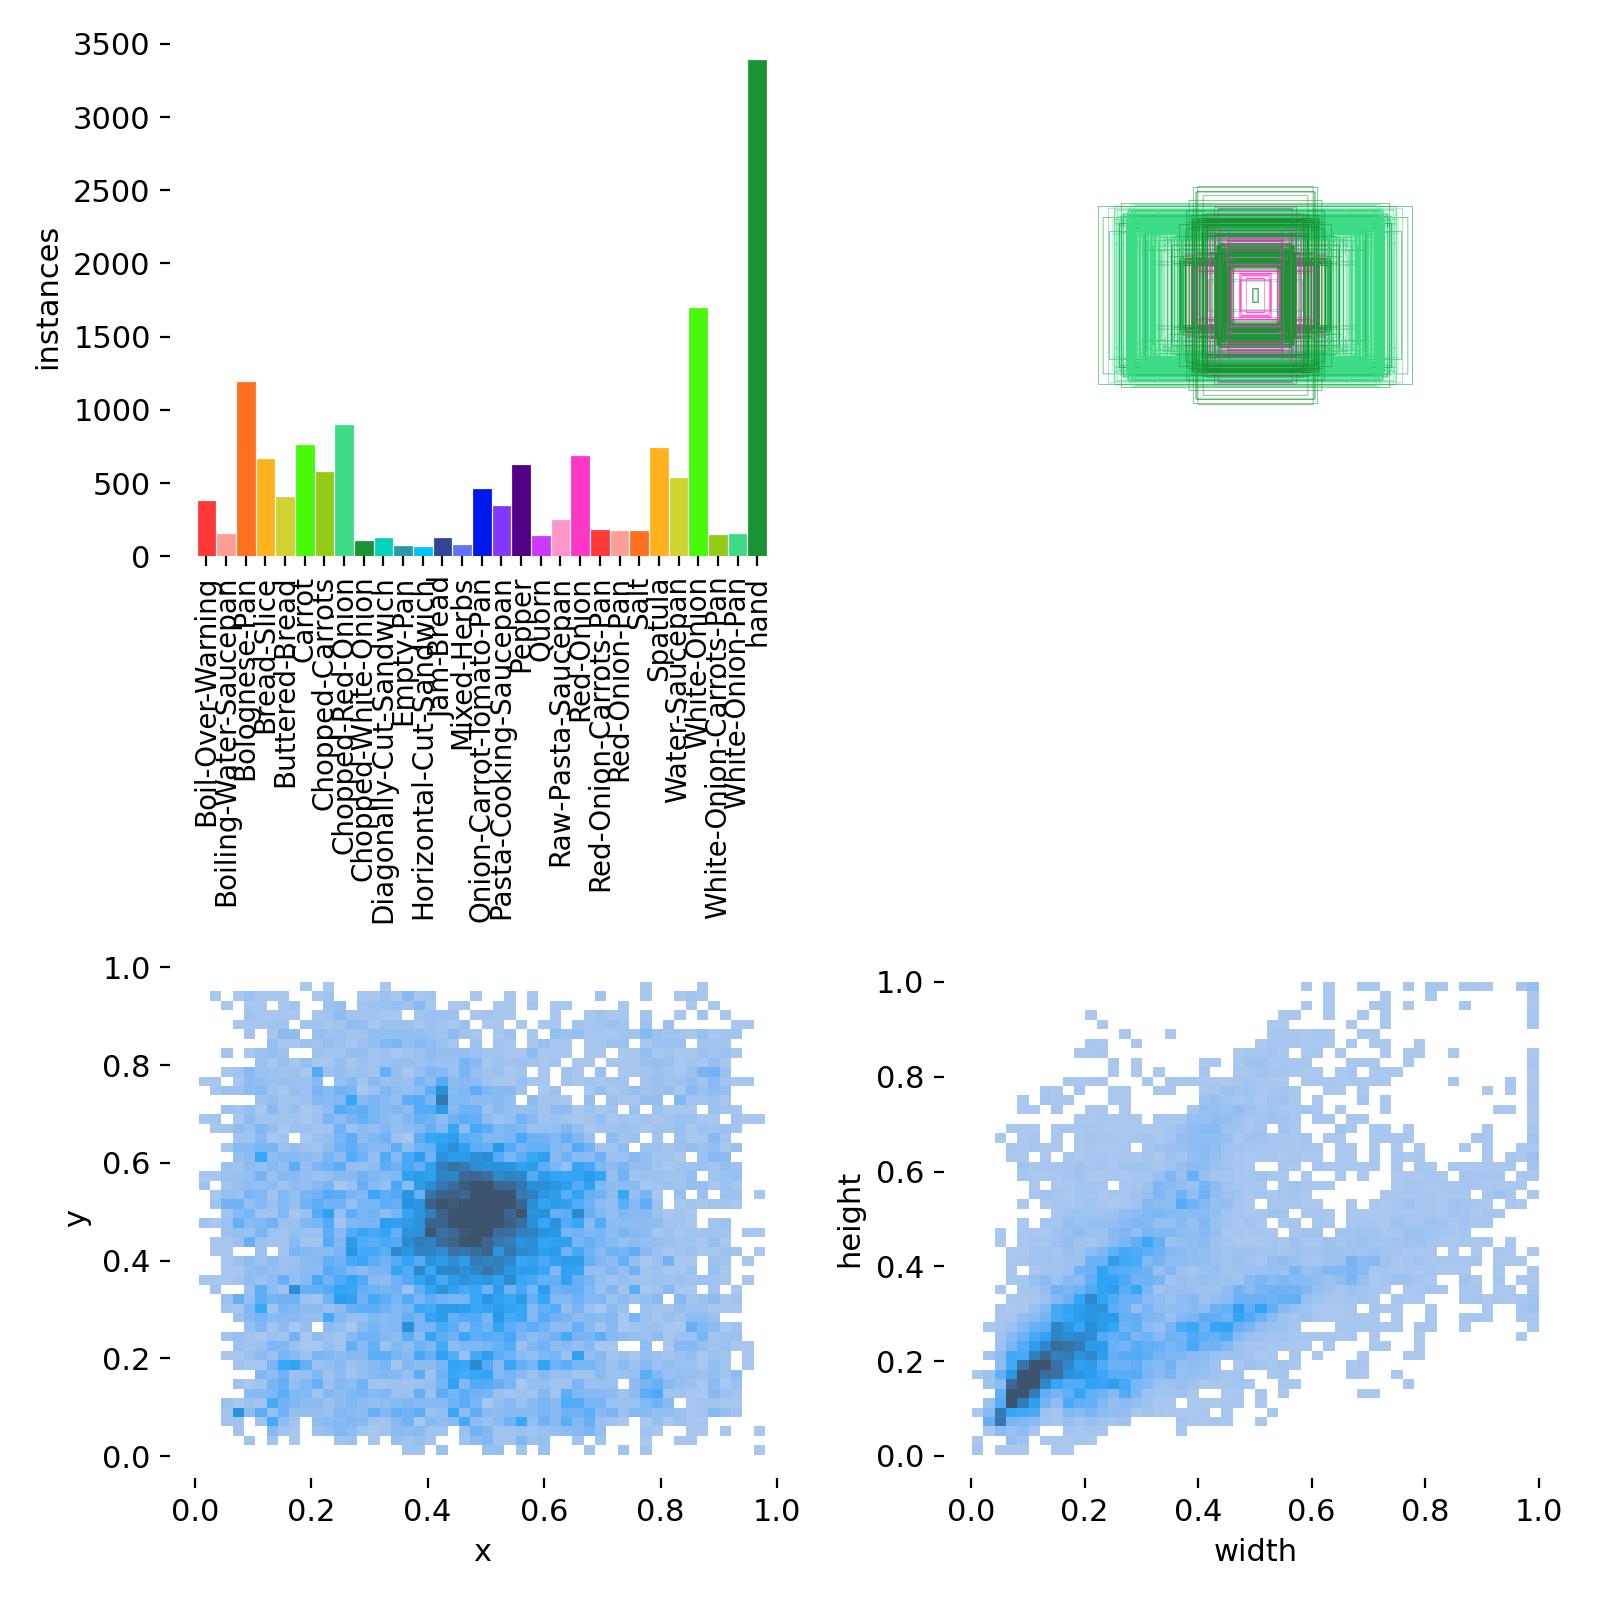 3500
3000
2500
2000
1500
1000
500
0
instances
Boil-Over-Warning
Boiling-Water-Saucepan
Bolognese-Pan
Bread-Slice
Buttered-Bread
Carrot
Chopped-Carrots
Chopped-Red-Onion
Chopped-White-Onion
Diagonally-Cut-Sandwich
Empty-Pan
Horizontal-Cut-Sandwich
Jam-Bread
Mixed-Herbs
Onion-Carrot-Tomato-Pan
Pasta-Cooking-Saucepan
Pepper
Quorn
Raw-Pasta-Saucepan
Red-Onion
Red-Onion-Carrots-Pan
Red-Onion-Pan
Salt
Spatula
Water-Saucepan
White-Onion
White-Onion-Carrots-Pan
White-Onion-Pan
hand
1.0
0.8
0.6
0.4
0.2
0.0
y
0.0 0.2 0.4 0.6 0.8 1.0
x
1.0
0.8
0.6
0.4
0.2
0.0
height
0.0 0.2 0.4 0.6 0.8 1.0
width